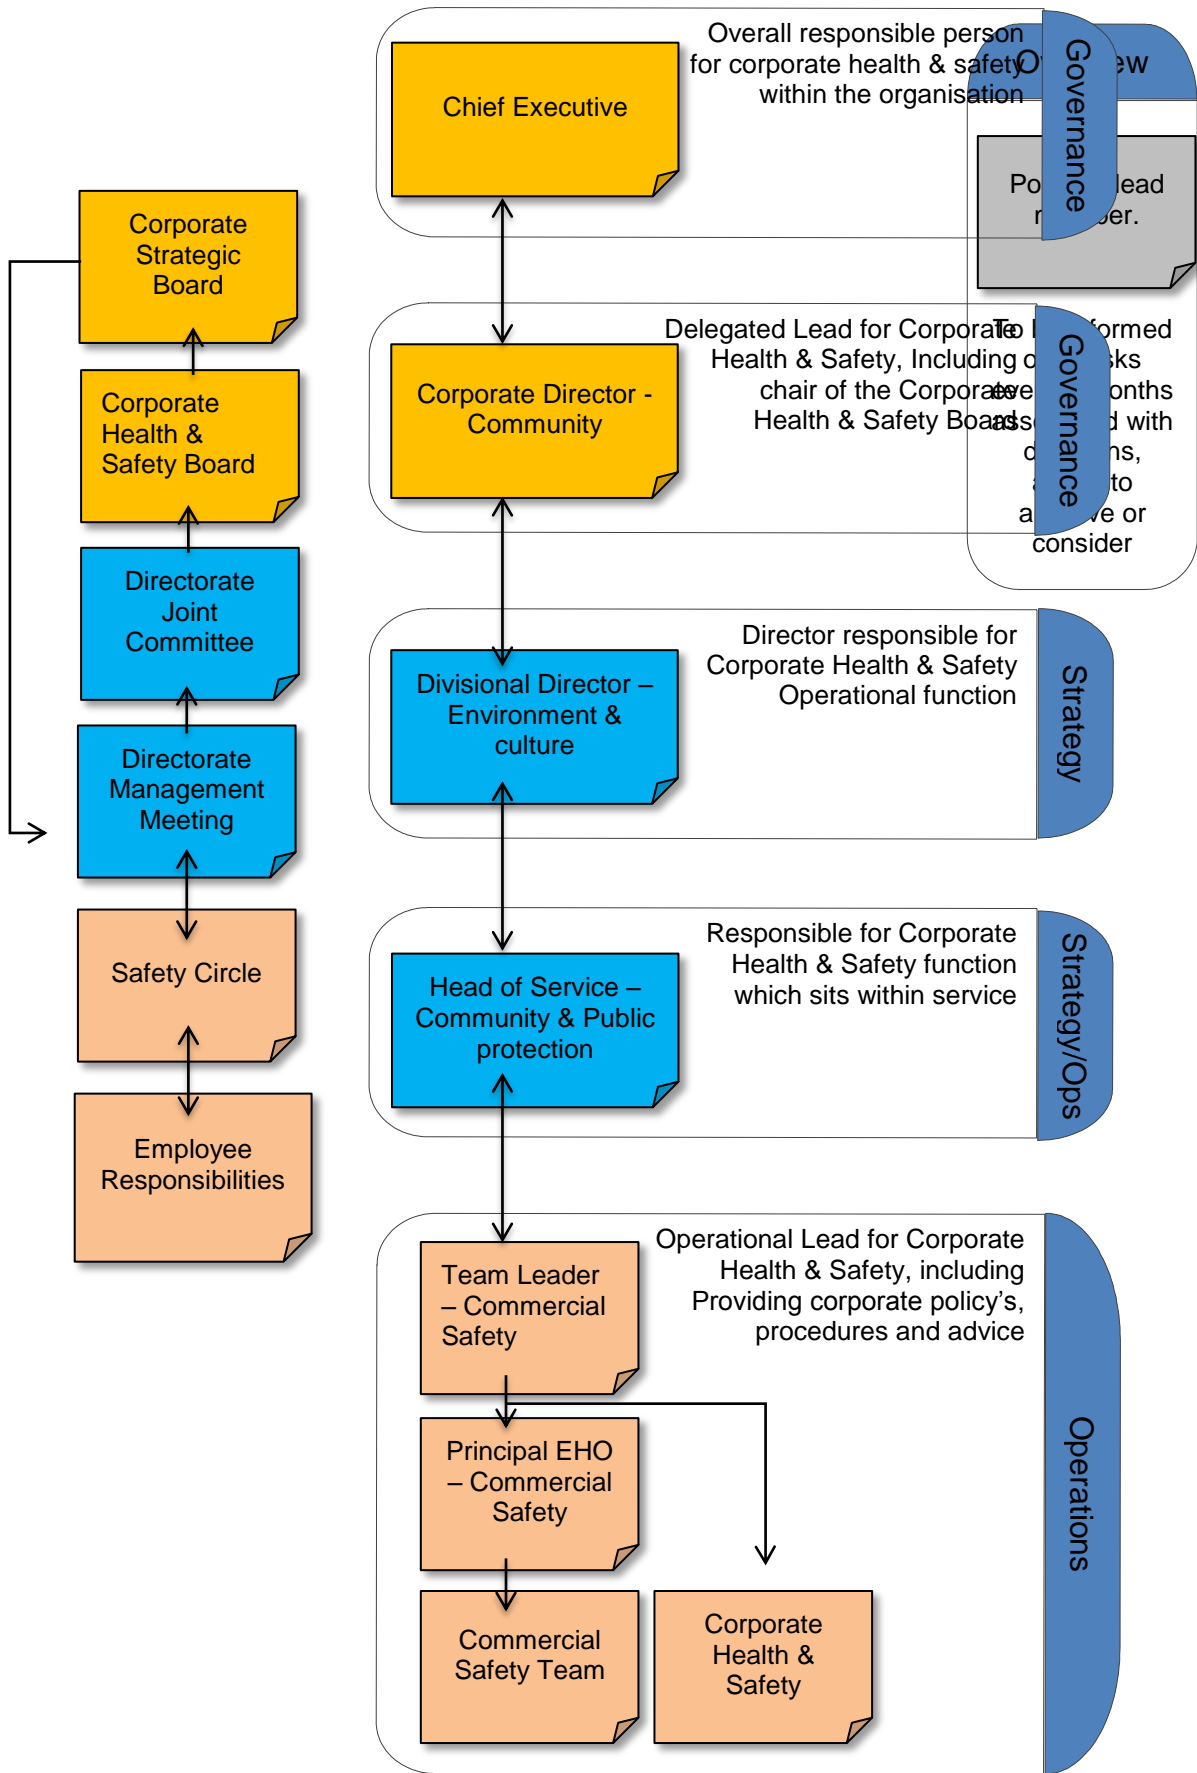 Overall responsible person
for corporate health & safety
within the organisation
Chief Executive
Governance
lead
Corporate
Strategic
Board
Delegated Lead for Corporate
Health & Safety, Including
chair of the Corporate
Health & Safety Board
Corporate Director -
Community
Governance
To
with
to
or
consider
Corporate
Health &
Safety Board
Directorate
Joint
Committee
Director responsible for
Corporate Health & Safety
Operational function
Divisional Director –
Environment &
culture
Strategy
Directorate
Management
Meeting
Responsible for Corporate
Health & Safety function
which sits within service
Head of Service –
Community & Public
protection
Strategy/Ops
Safety Circle
Employee
Responsibilities
Operational Lead for Corporate
Health & Safety, including
Providing corporate policy's,
procedures and advice
Team Leader
– Commercial
Safety
Operations
Principal EHO
– Commercial
Safety
Commercial
Safety Team
Corporate
Health &
Safety